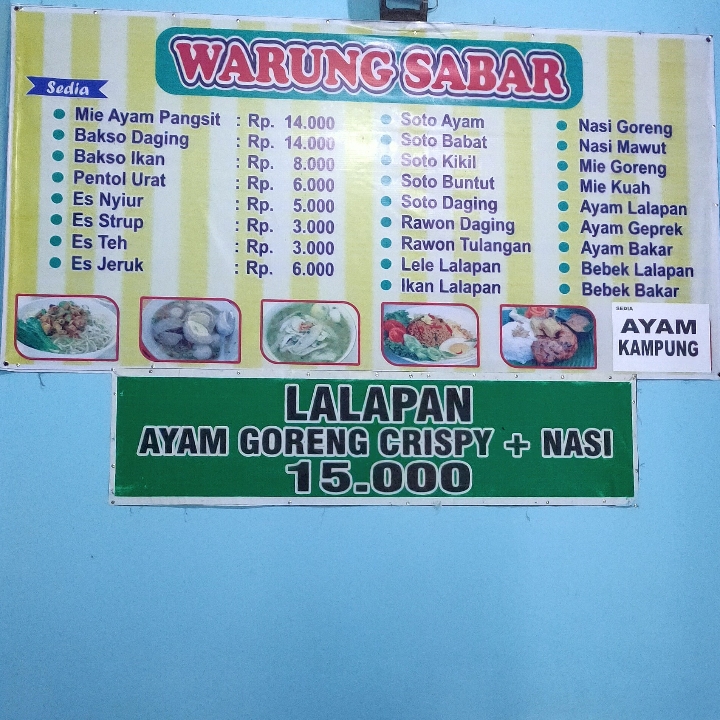 WARUNG SABAR
Sedia
Mie Ayam Pangsit : Rp. 14.000
Bakso Daging : Rp. 14.000
Bakso Ikan : Rp. 8.000
Pentol Urat : Rp. 6.000
Es Nyiur : Rp. 5.000
Es Strup : Rp. 3.000
Es Teh : Rp. 3.000
Es Jeruk : Rp. 6.000
Soto Ayam
Soto Babat
Soto Kikil
Soto Buntut
Soto Daging
Rawon Daging
Rawon Tulangan
Lele Lalapan
Ikan Lalapan
Nasi Goreng
Nasi Mawut
Mie Goreng
Mie Kuah
Ayam Lalapan
Ayam Geprek
Ayam Bakar
Bebek Lalapan
Bebek Bakar
SEDIA
AYAM
KAMPUNG
LALAPAN
AYAM GORENG CRISPY + NASI
15.000